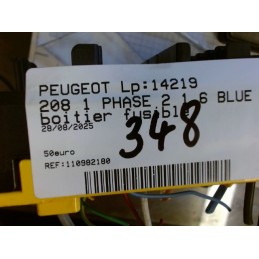 PEUGEOT Lp:14219
208 1 PHASE 2 1.6 BLUE
boitier fusible
28/08/2025
348
50euro
REF:110982180